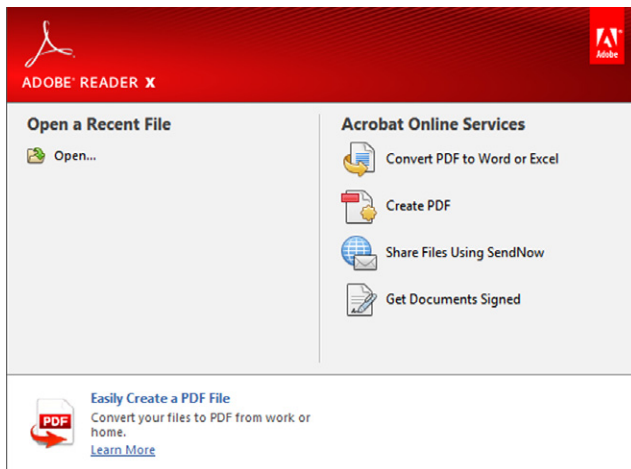 ADOBE® READER X
Adobe
Open a Recent File
Open...
Acrobat Online Services
Convert PDF to Word or Excel
Create PDF
Share Files Using SendNow
Get Documents Signed
PDF
Easily Create a PDF File
Convert your files to PDF from work or
home.
Learn More